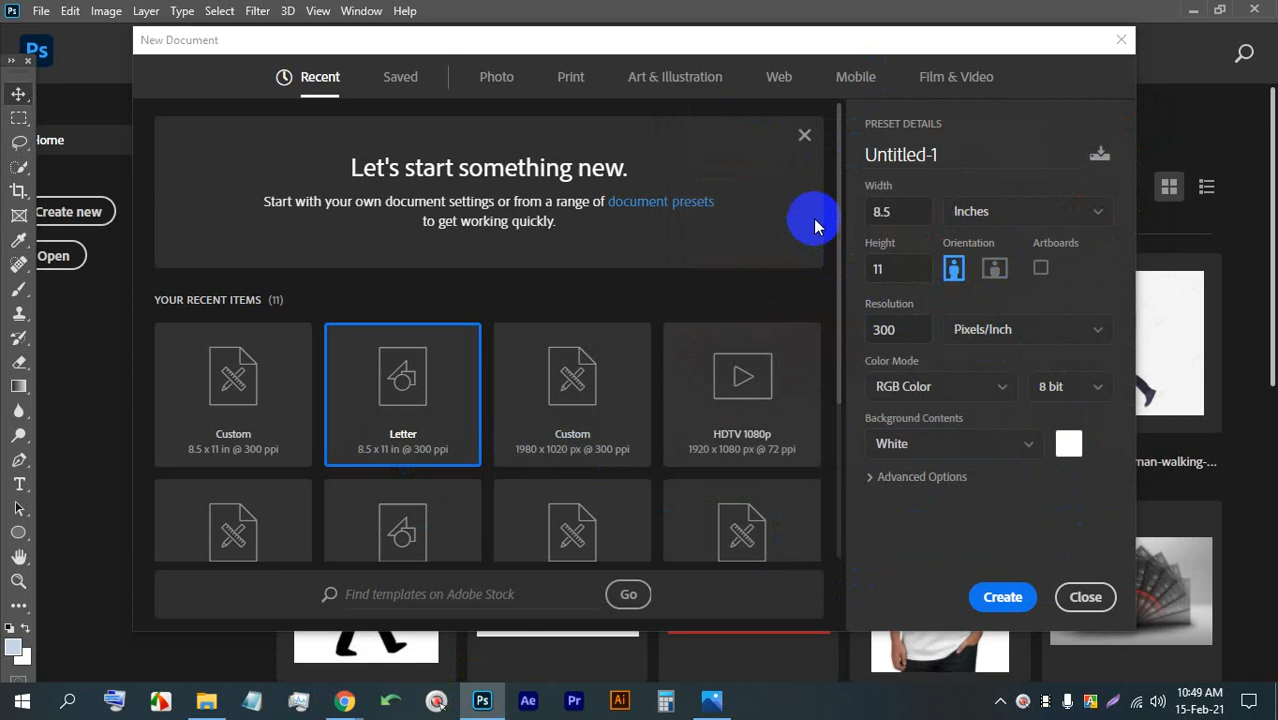 Ps File Edit Image Layer Type Select Filter 3D View Window Help
New Document
Ps
Recent Saved Photo Print Art & Illustration Web Mobile Film & Video
Home
Create new
Open
Let's start something new.
Start with your own document settings or from a range of document presets
to get working quickly.
YOUR RECENT ITEMS (11)
Custom
8.5 x 11 in @ 300 ppi
Letter
8.5 x 11 in @ 300 ppi
Custom
1980 x 1020 px @ 300 ppi
HDTV 1080p
1920 x 1080 px @ 72 ppi
Find templates on Adobe Stock Go
PRESET DETAILS
Untitled-1
Width
8.5 Inches
Height Orientation Artboards
11
Resolution
300 Pixels/Inch
Color Mode
RGB Color 8 bit
Background Contents
White
Advanced Options
Create Close
man-walking-...
Ps Ae Pr Ai
10:49 AM
15-Feb-21